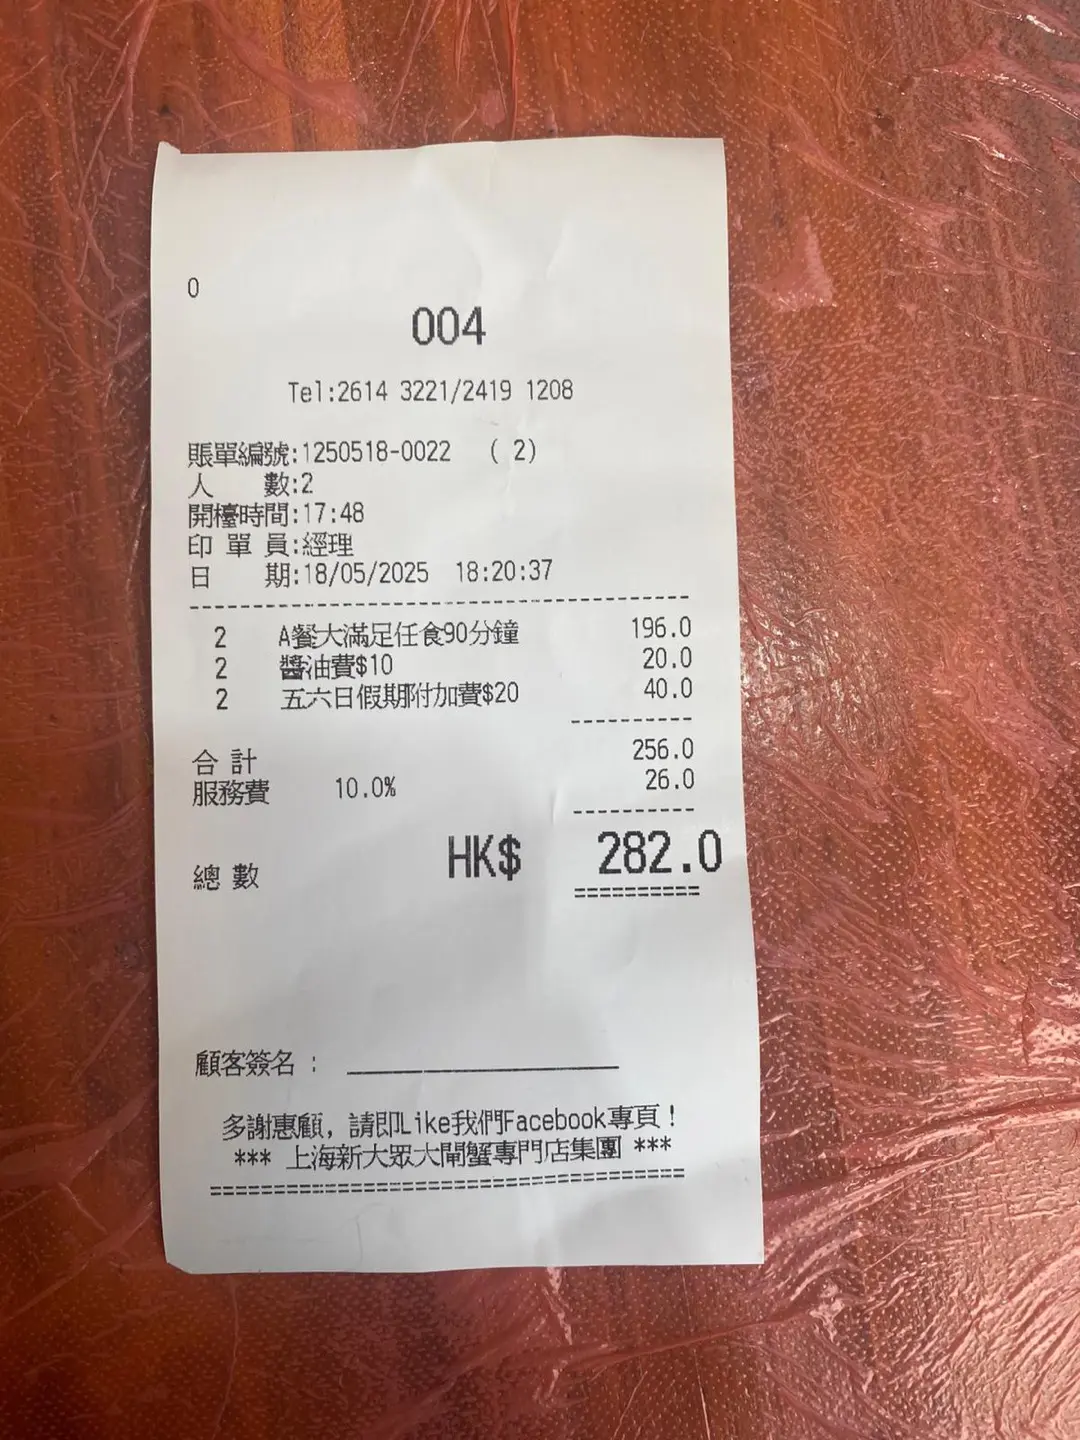 0
004
Tel:2614 3221/2419 1208
賬單編號:1250518-0022 ( 2)
人 數:2
開檯時間:17:48
印 單 員:經理
日 期:18/05/2025 18:20:37
2 A餐大滿足任食90分鐘 196.0
2 醬油費$10 20.0
2 五六日假期附加費$20 40.0
合 計 256.0
服務費 10.0% 26.0
總 數 HK$ 282.0
顧客簽名 :
多謝惠顧, 請即Like我們Facebook專頁!
*** 上海新大眾大閘蟹專門店集團 ***